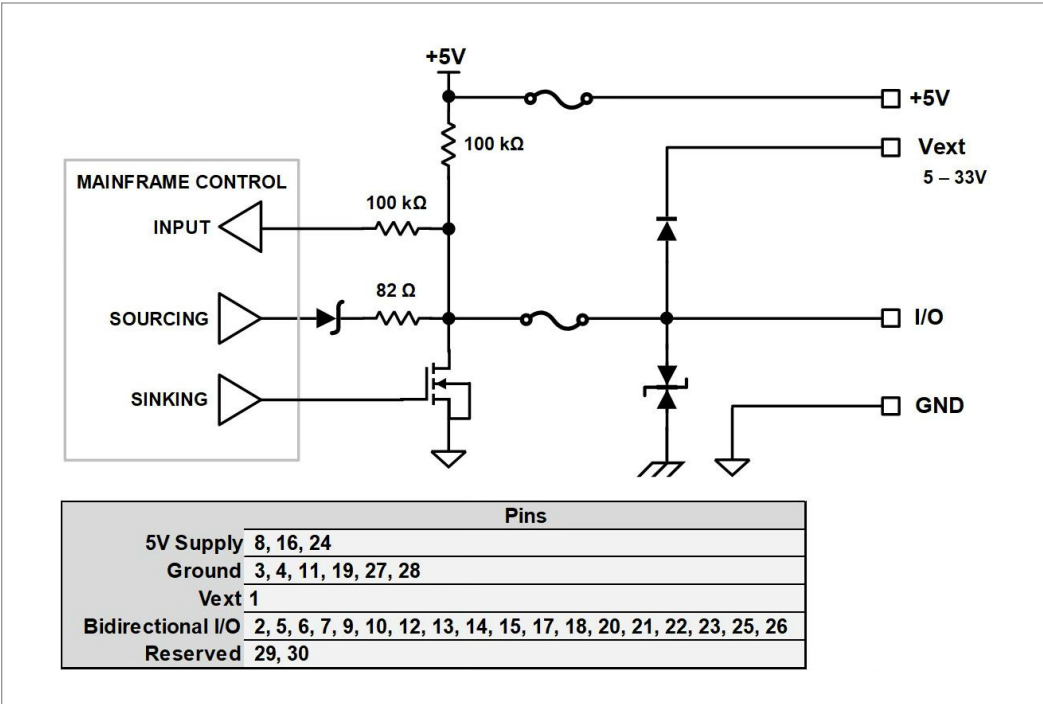 +5V
+5V
100 kΩ
Vext
5 – 33V
MAINFRAME CONTROL
100 kΩ
INPUT
82 Ω
SOURCING
I/O
SINKING
GND
Pins
5V Supply 8, 16, 24
Ground 3, 4, 11, 19, 27, 28
Vext 1
Bidirectional I/O 2, 5, 6, 7, 9, 10, 12, 13, 14, 15, 17, 18, 20, 21, 22, 23, 25, 26
Reserved 29, 30